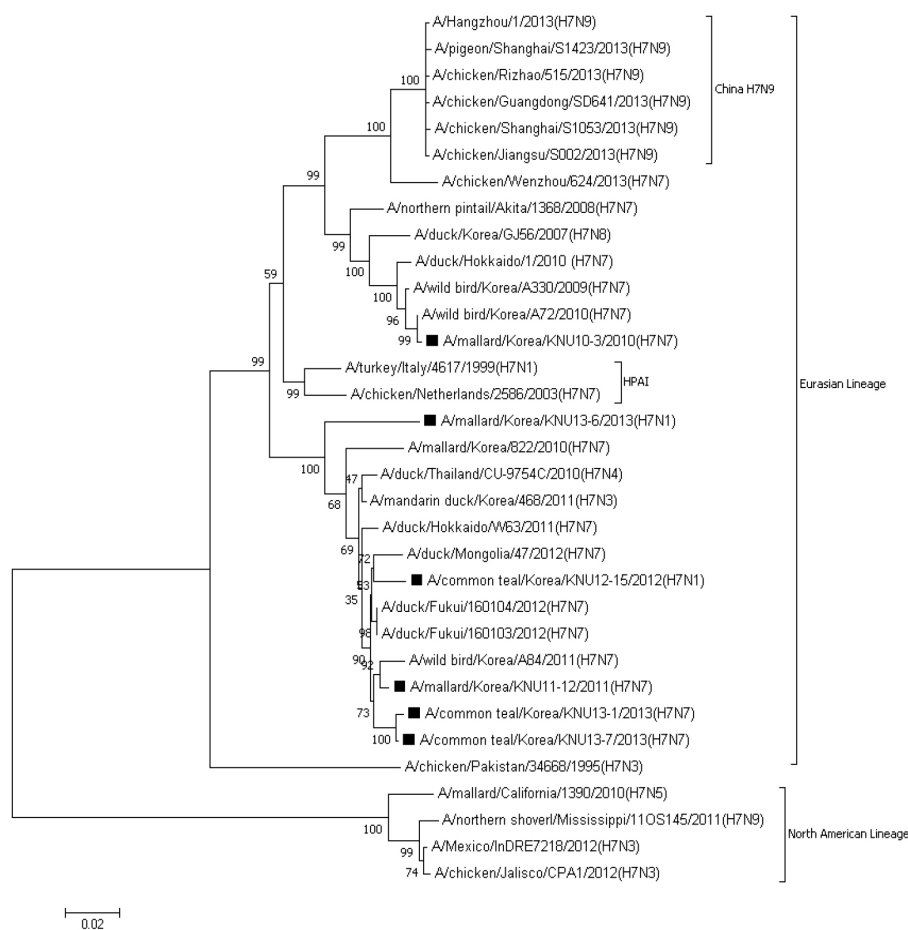 A/Hangzhou/1/2013(H7N9)
A/pigeon/Shanghai/S1423/2013(H7N9)
A/chicken/Rizhao/515/2013(H7N9)
100
China H7N9
A/chicken/Guangdong/SD641/2013(H7N9)
A/chicken/Shanghai/S1053/2013(H7N9)
100
A/chicken/Jiangsu/S002/2013(H7N9)
99
A/chicken/Wenzhou/624/2013(H7N7)
A/northern pintail/Akita/1368/2008(H7N7)
A/duck/Korea/GJ56/2007(H7N8)
99
A/duck/Hokkaido/1/2010 (H7N7)
100
59
A/wild bird/Korea/A330/2009(H7N7)
100
A/wild bird/Korea/A72/2010(H7N7)
96
A/mallard/Korea/KNU10-3/2010(H7N7)
99
99
A/turkey/Italy/4617/1999(H7N1)
HPAI
Eurasian Lineage
A/chicken/Netherlands/2586/2003(H7N7)
99
A/mallard/Korea/KNU13-6/2013(H7N1)
A/mallard/Korea/822/2010(H7N7)
100
A/duck/Thailand/CU-9754C/2010(H7N4)
47
A/mandarin duck/Korea/468/2011(H7N3)
68
A/duck/Hokkaido/W63/2011(H7N7)
69
A/duck/Mongolia/47/2012(H7N7)
72
A/common teal/Korea/KNU12-15/2012(H7N1)
53
35
A/duck/Fukui/160104/2012(H7N7)
A/duck/Fukui/160103/2012(H7N7)
98
A/wild bird/Korea/A84/2011(H7N7)
90
92
A/mallard/Korea/KNU11-12/2011(H7N7)
A/common teal/Korea/KNU13-1/2013(H7N7)
73
A/common teal/Korea/KNU13-7/2013(H7N7)
100
A/chicken/Pakistan/34668/1995(H7N3)
A/mallard/California/1390/2010(H7N5)
A/northern shoverl/Mississippi/11OS145/2011(H7N9)
100
North American Lineage
A/Mexico/InDRE7218/2012(H7N3)
99
A/chicken/Jalisco/CPA1/2012(H7N3)
74
0.02